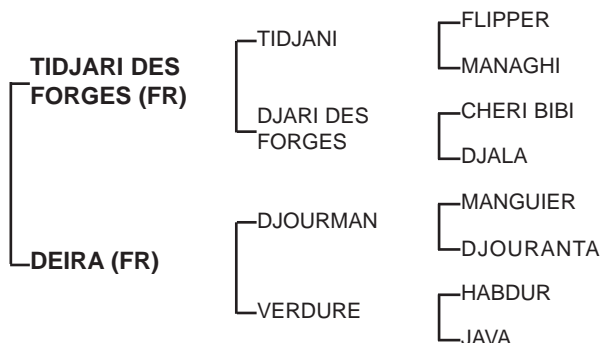 FLIPPER
TIDJANI
TIDJARI DES
FORGES (FR)
MANAGHI
DJARI DES
FORGES
CHERI BIBI
DJALA
MANGUIER
DJOURMAN
DJOURANTA
DEIRA (FR)
HABDUR
VERDURE
JAVA